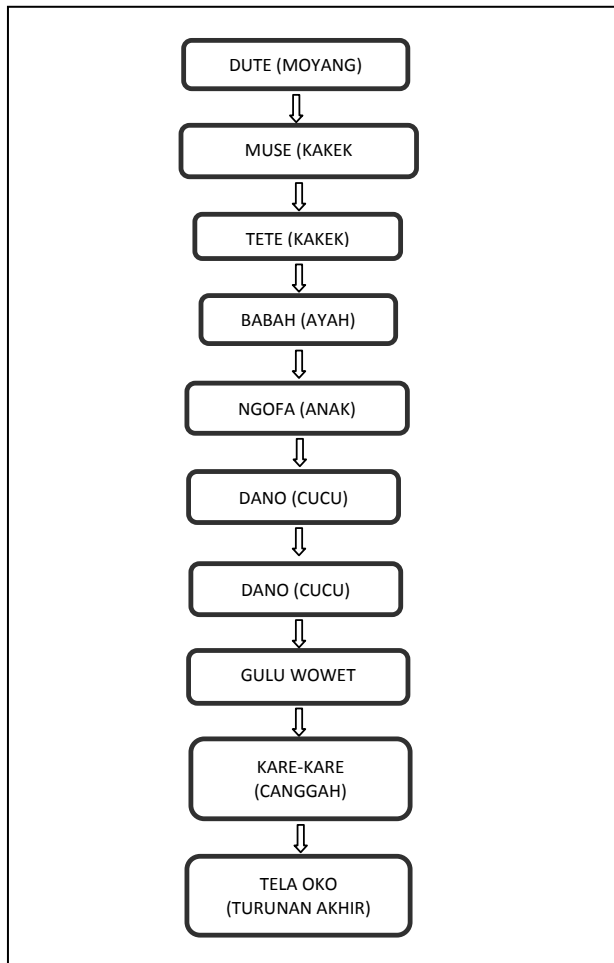 DUTE (MOYANG)
MUSE (KAKEK
TETE (KAKEK)
BABAH (AYAH)
NGOFA (ANAK)
DANO (CUCU)
DANO (CUCU)
GULU WOWET
KARE-KARE
(CANGGAH)
TELA OKO
(TURUNAN AKHIR)